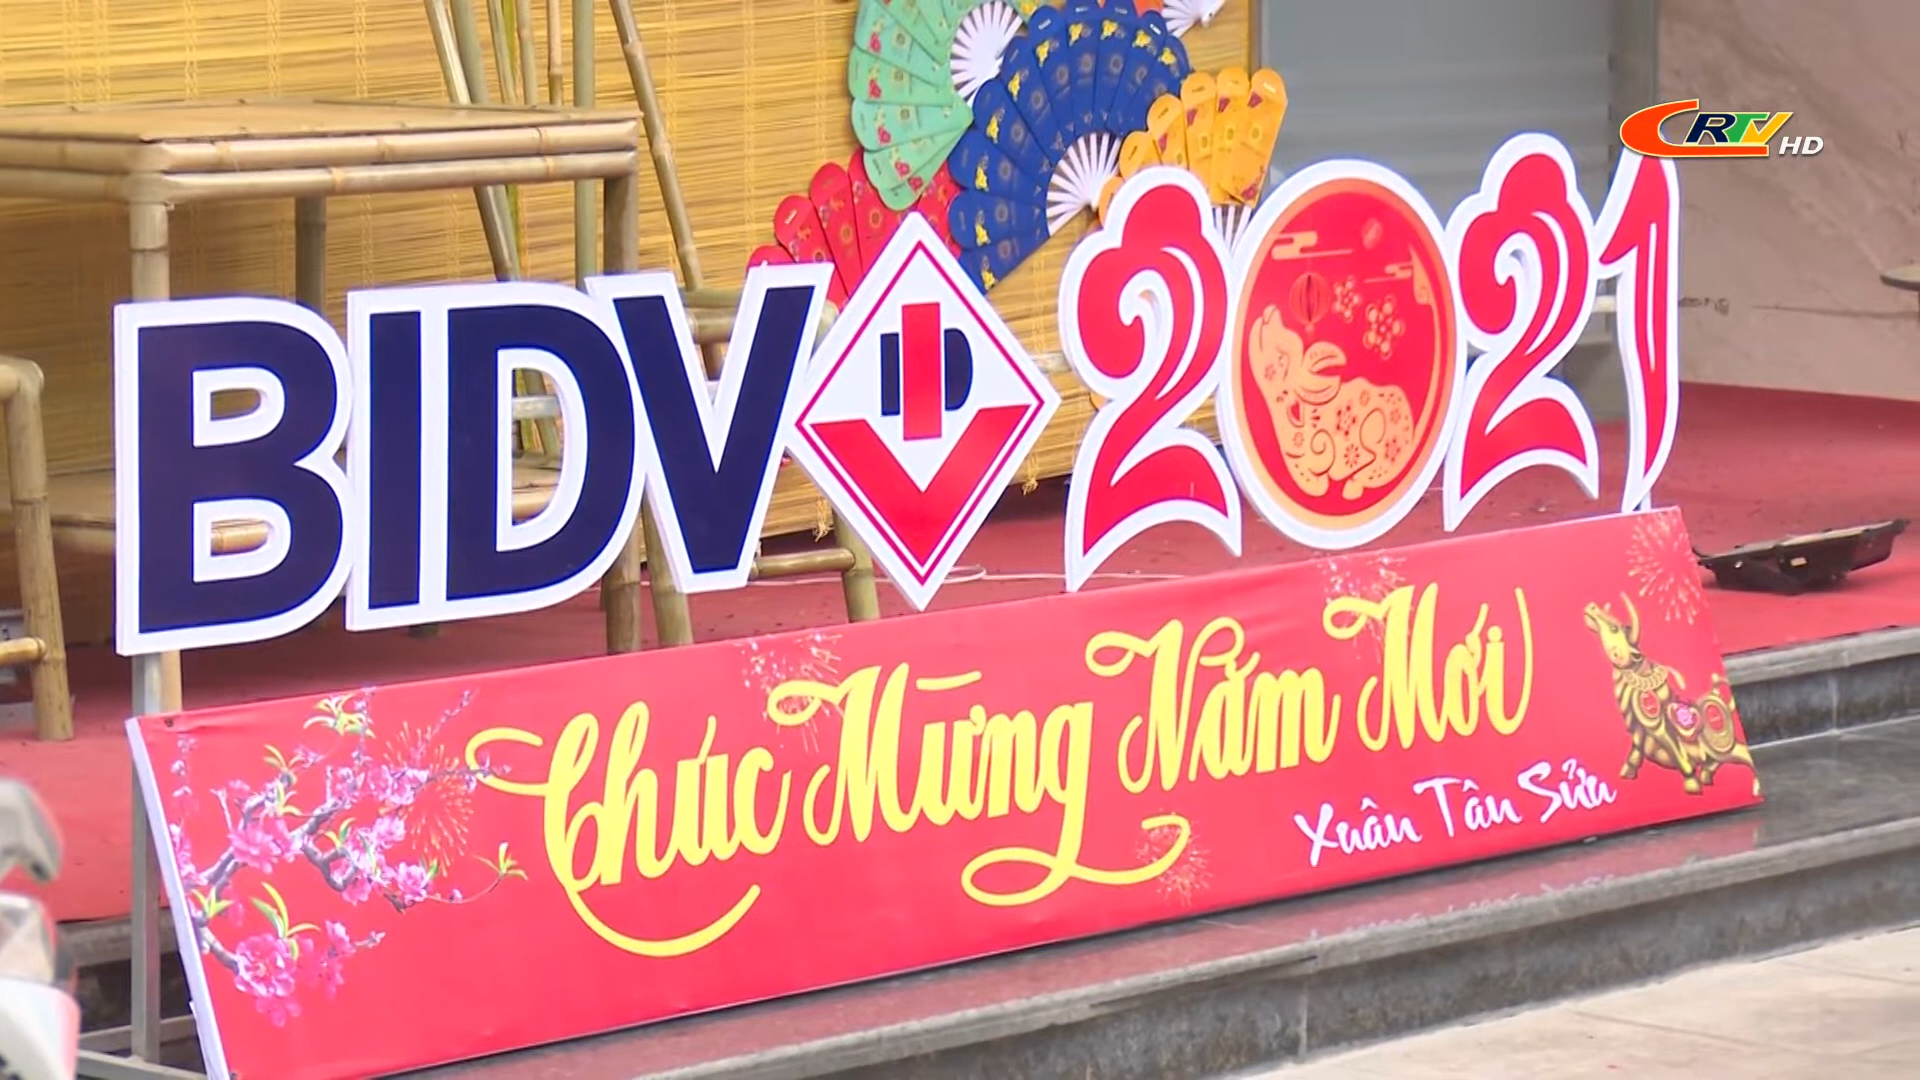 CRTV HD
BIDV 2021
Chúc Mừng Năm Mới
Xuân Tân Sửu